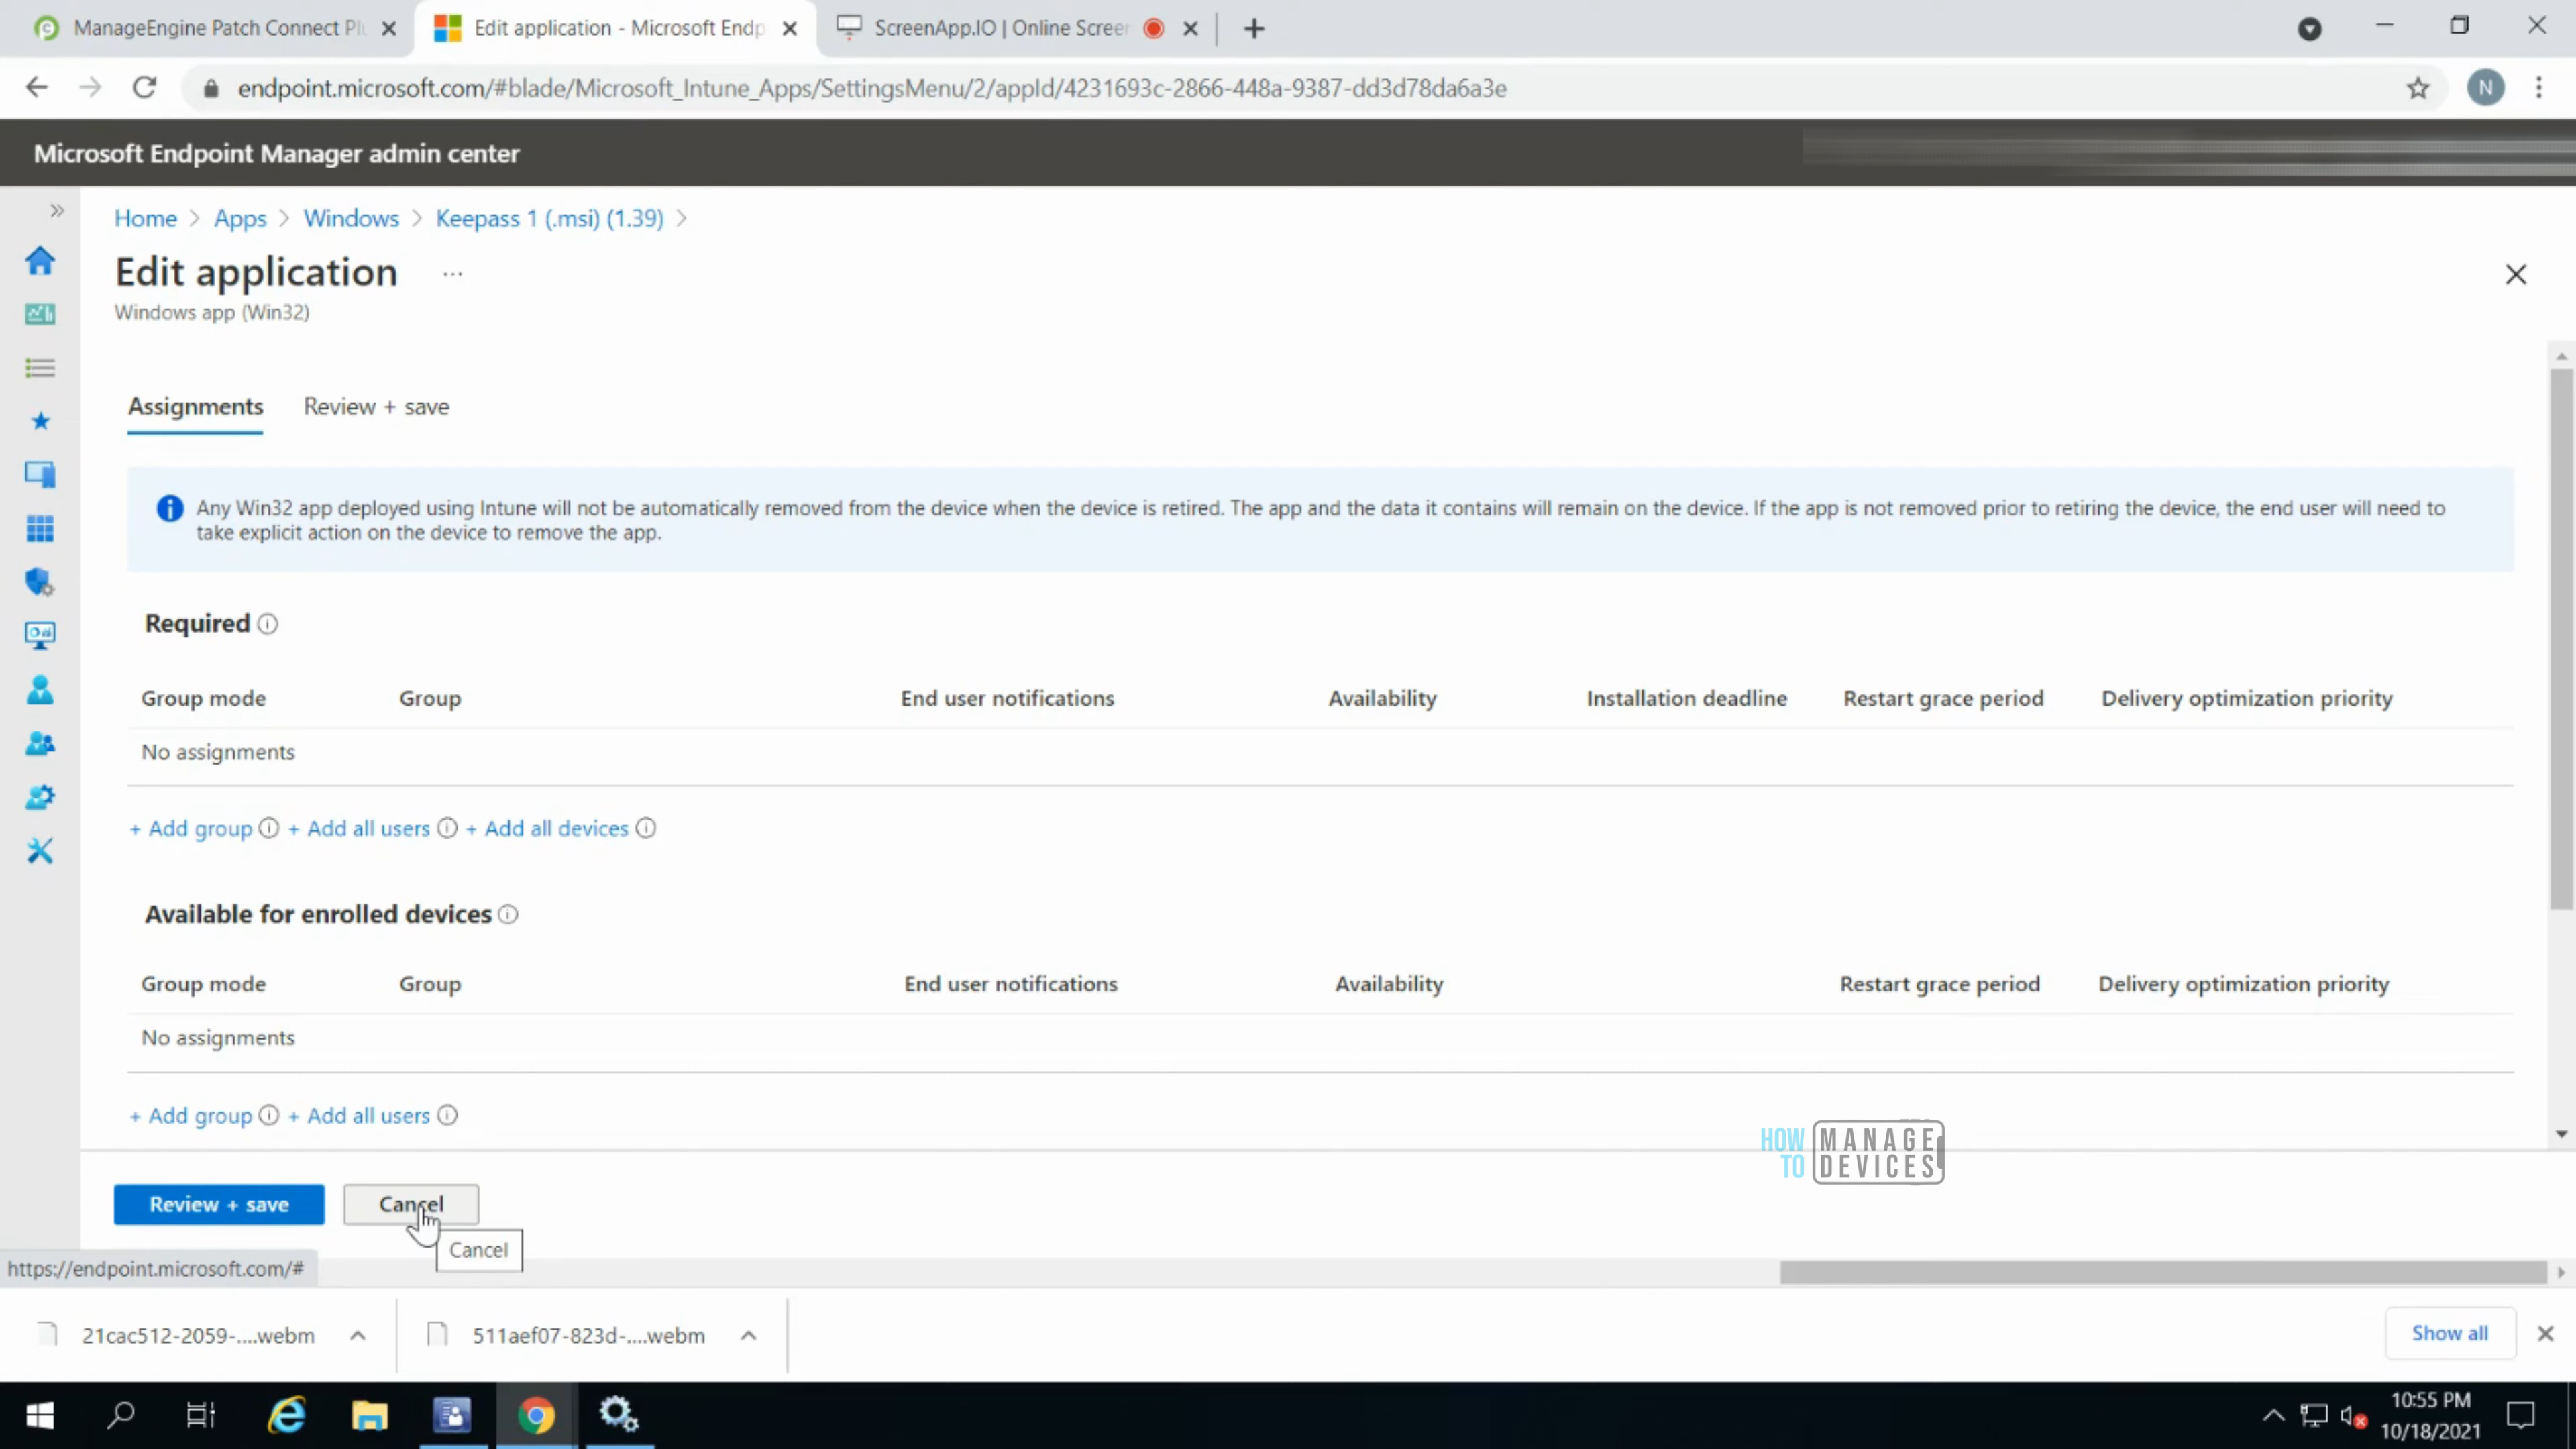 ManageEngine Patch Connect Pl
Edit application - Microsoft Endp
ScreenApp.IO | Online Screen
endpoint.microsoft.com/#blade/Microsoft_Intune_Apps/SettingsMenu/2/appId/4231693c-2866-448a-9387-dd3d78da6a3e
N
Microsoft Endpoint Manager admin center
Home > Apps > Windows > Keepass 1 (.msi) (1.39) >
Edit application ...
Windows app (Win32)
Assignments Review + save
Any Win32 app deployed using Intune will not be automatically removed from the device when the device is retired. The app and the data it contains will remain on the device. If the app is not removed prior to retiring the device, the end user will need to
take explicit action on the device to remove the app.
Required
Group mode Group End user notifications Availability Installation deadline Restart grace period Delivery optimization priority
No assignments
+ Add group + Add all users + Add all devices
Available for enrolled devices
Group mode Group End user notifications Availability Restart grace period Delivery optimization priority
No assignments
+ Add group + Add all users
HOW TO MANAGE DEVICES
Review + save Cancel
Cancel
https://endpoint.microsoft.com/#
21cac512-2059-....webm
511aef07-823d-....webm
Show all
10:55 PM
10/18/2021